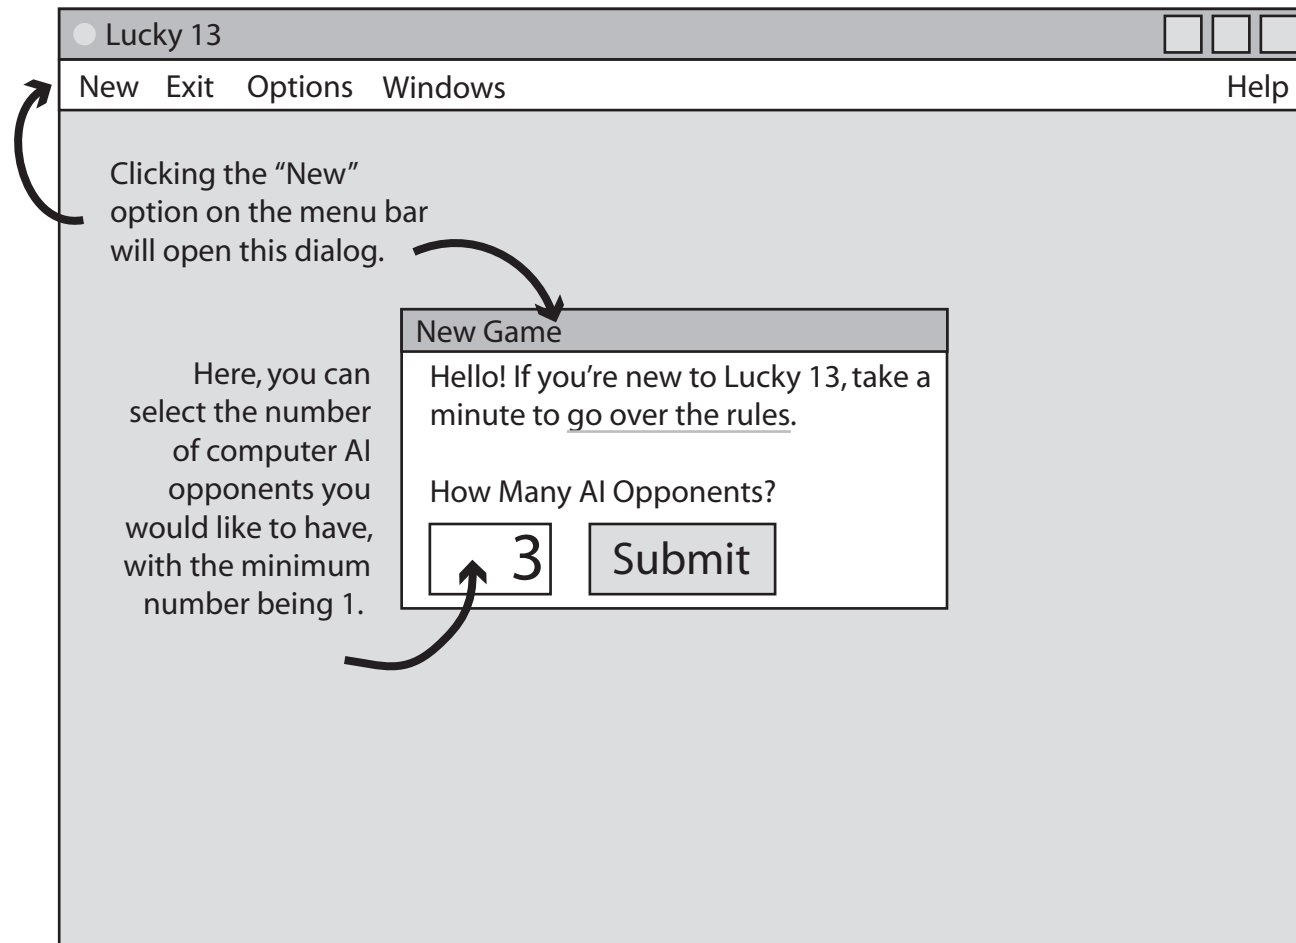 Lucky 13
New Exit Options Windows Help
Clicking the “New”
option on the menu bar
will open this dialog.
New Game
Here, you can
select the number
of computer AI
opponents you
would like to have,
with the minimum
number being 1.
Hello! If you’re new to Lucky 13, take a
minute to go over the rules.
How Many AI Opponents?
3 Submit